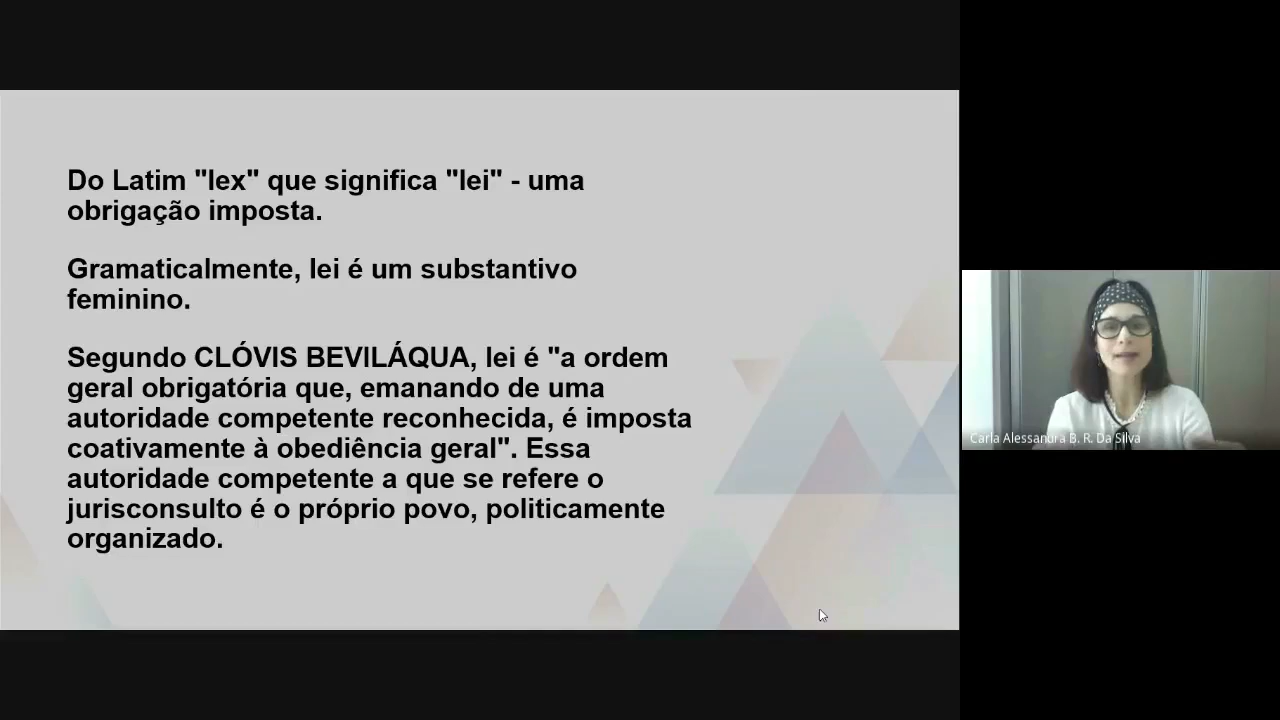 Do Latim "lex" que significa "lei" - uma
obrigação imposta.
Gramaticalmente, lei é um substantivo
feminino.
Segundo CLÓVIS BEVILÁQUA, lei é "a ordem
geral obrigatória que, emanando de uma
autoridade competente reconhecida, é imposta
coativamente à obediência geral". Essa
autoridade competente a que se refere o
jurisconsulto é o próprio povo, politicamente
organizado.
Carla Alessandra B. R. Da Silva